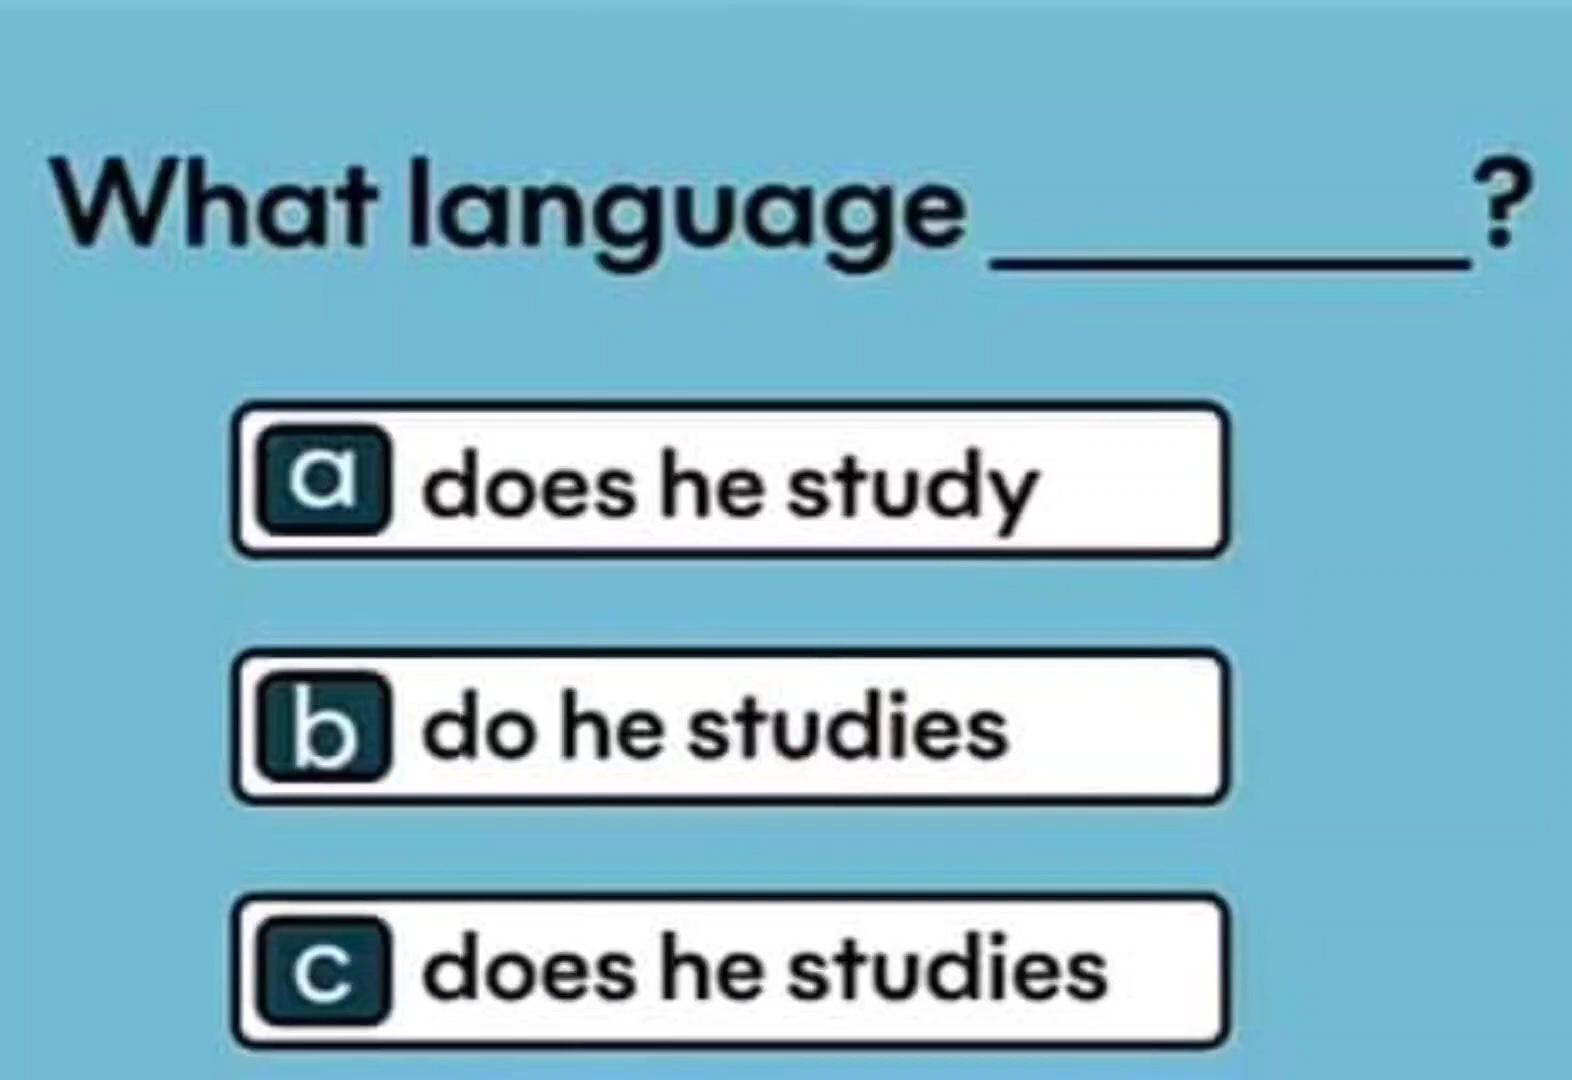 What language ________?
a does he study
b do he studies
c does he studies